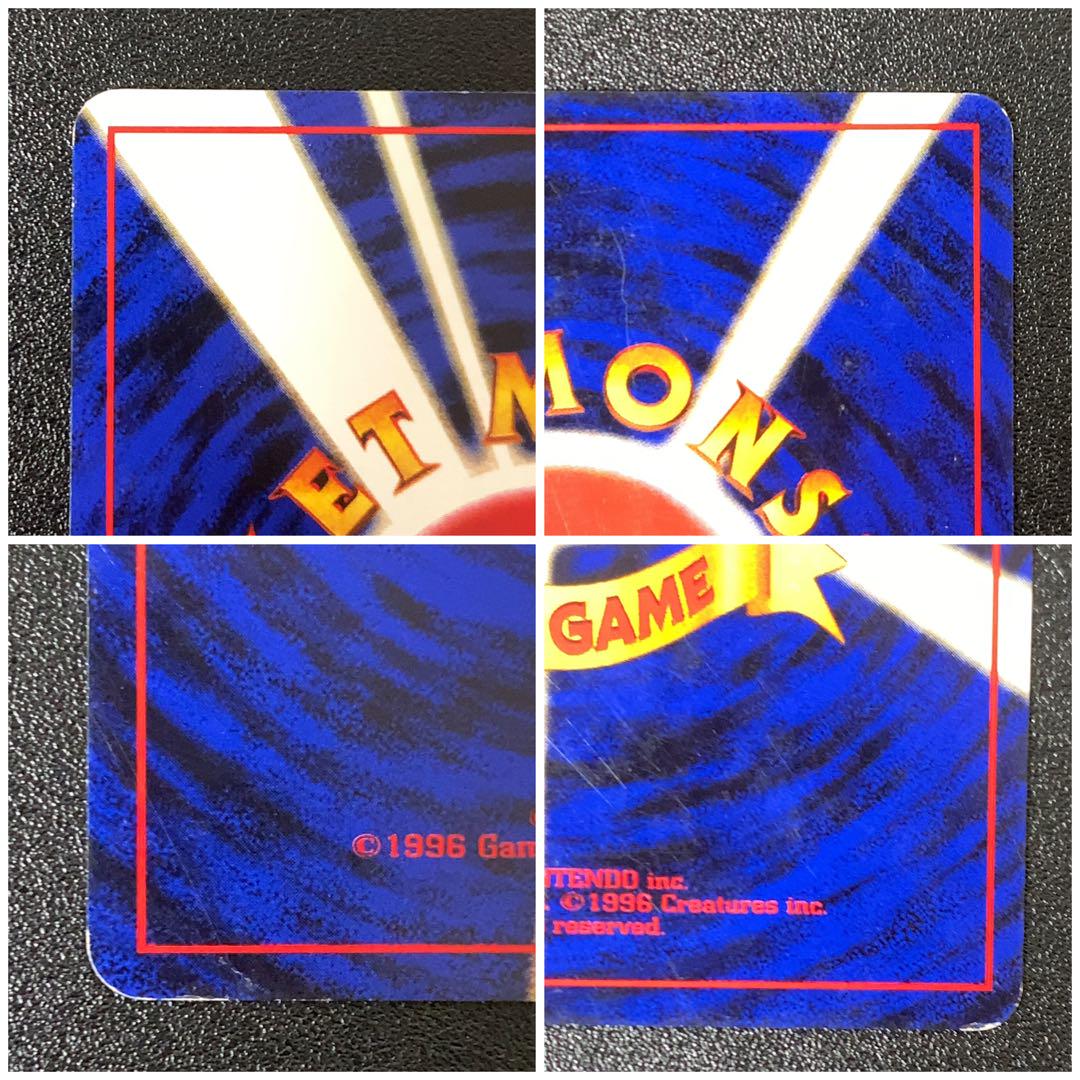 ET M
MONS
GAME
©1996 Gam
NTENDO inc.
. ©1996 Creatures inc.
reserved.